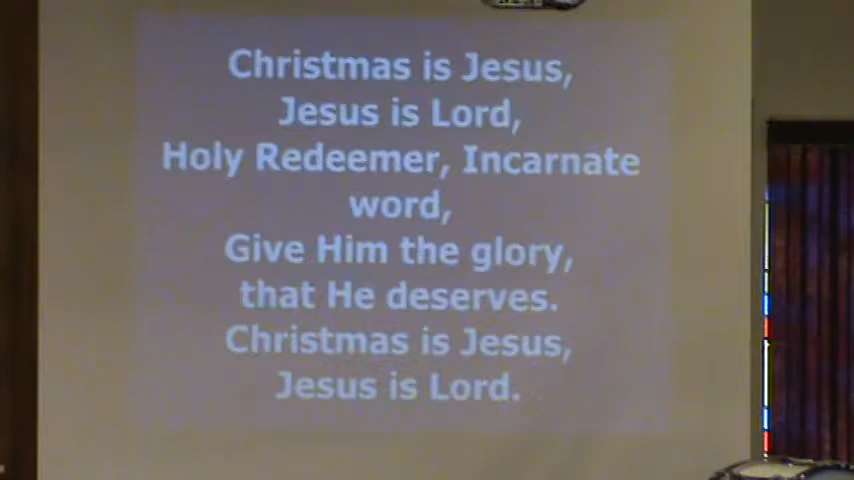 Christmas is Jesus,
Jesus is Lord,
Holy Redeemer, Incarnate
word,
Give Him the glory,
that He deserves.
Christmas is Jesus,
Jesus is Lord.